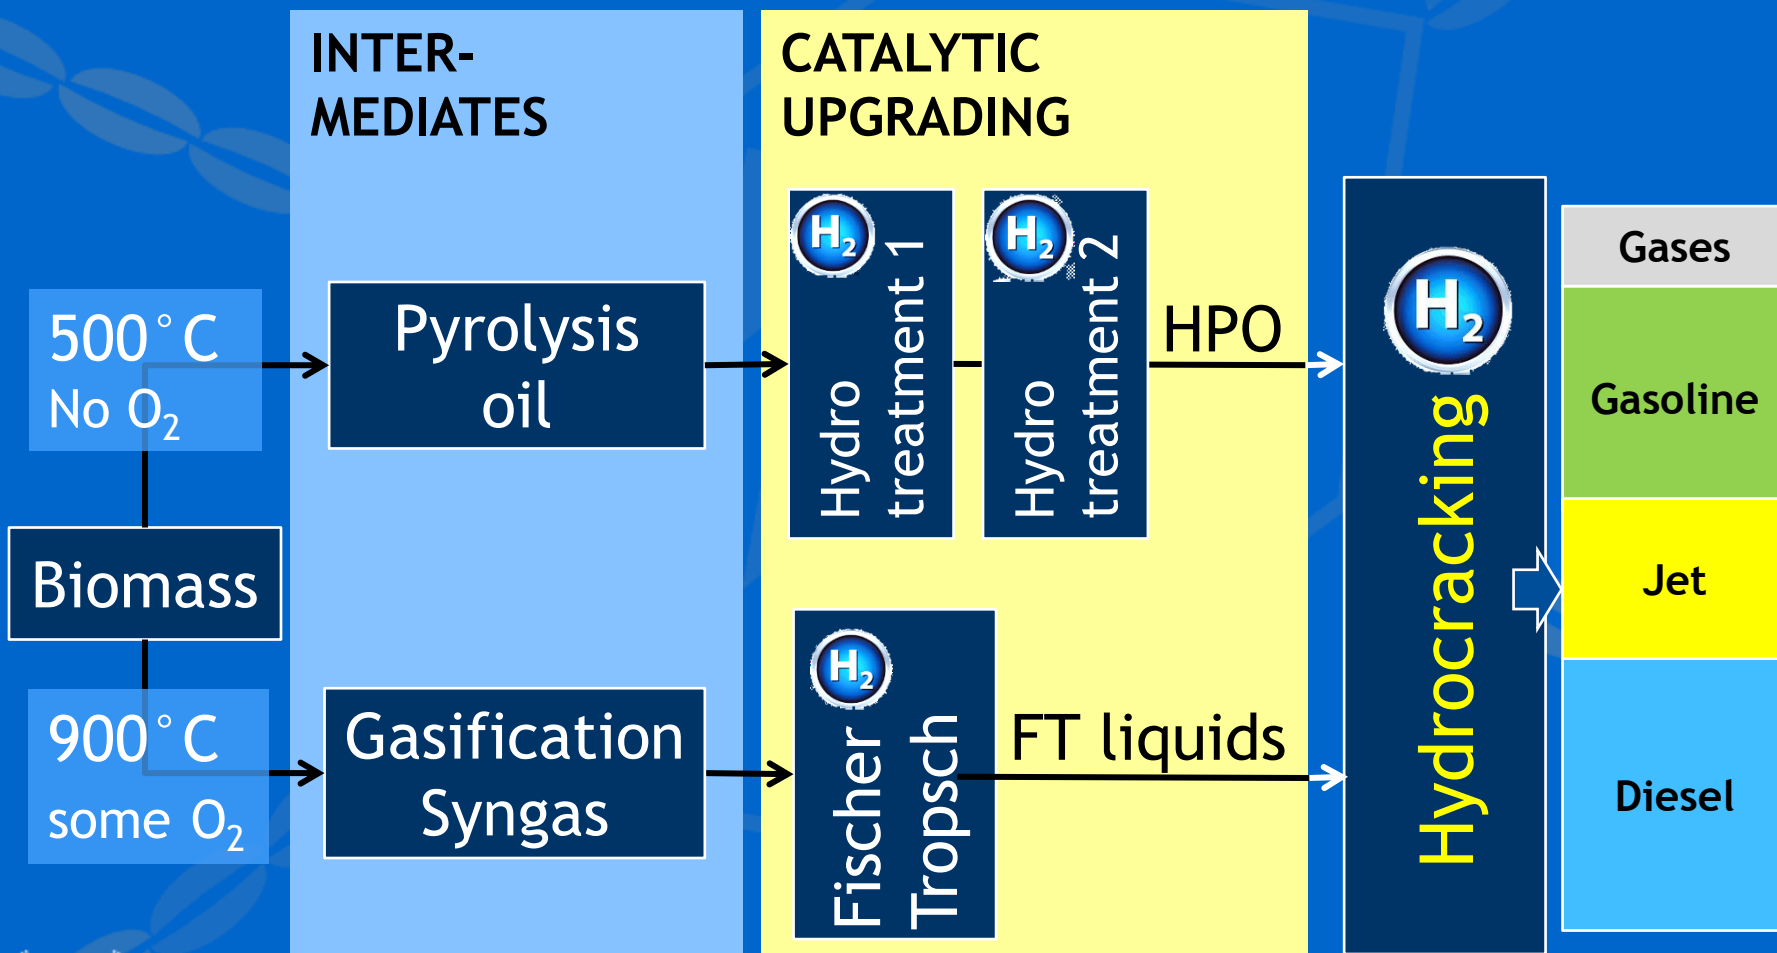 INTER-
MEDIATES
CATALYTIC
UPGRADING
500°C
No O₂
Pyrolysis
oil
H₂
Hydro
treatment 1
H₂
Hydro
treatment 2
HPO
Biomass
900°C
some O₂
Gasification
Syngas
H₂
Fischer
Tropsch
FT liquids
H₂
Hydrocracking
Gases
Gasoline
Jet
Diesel